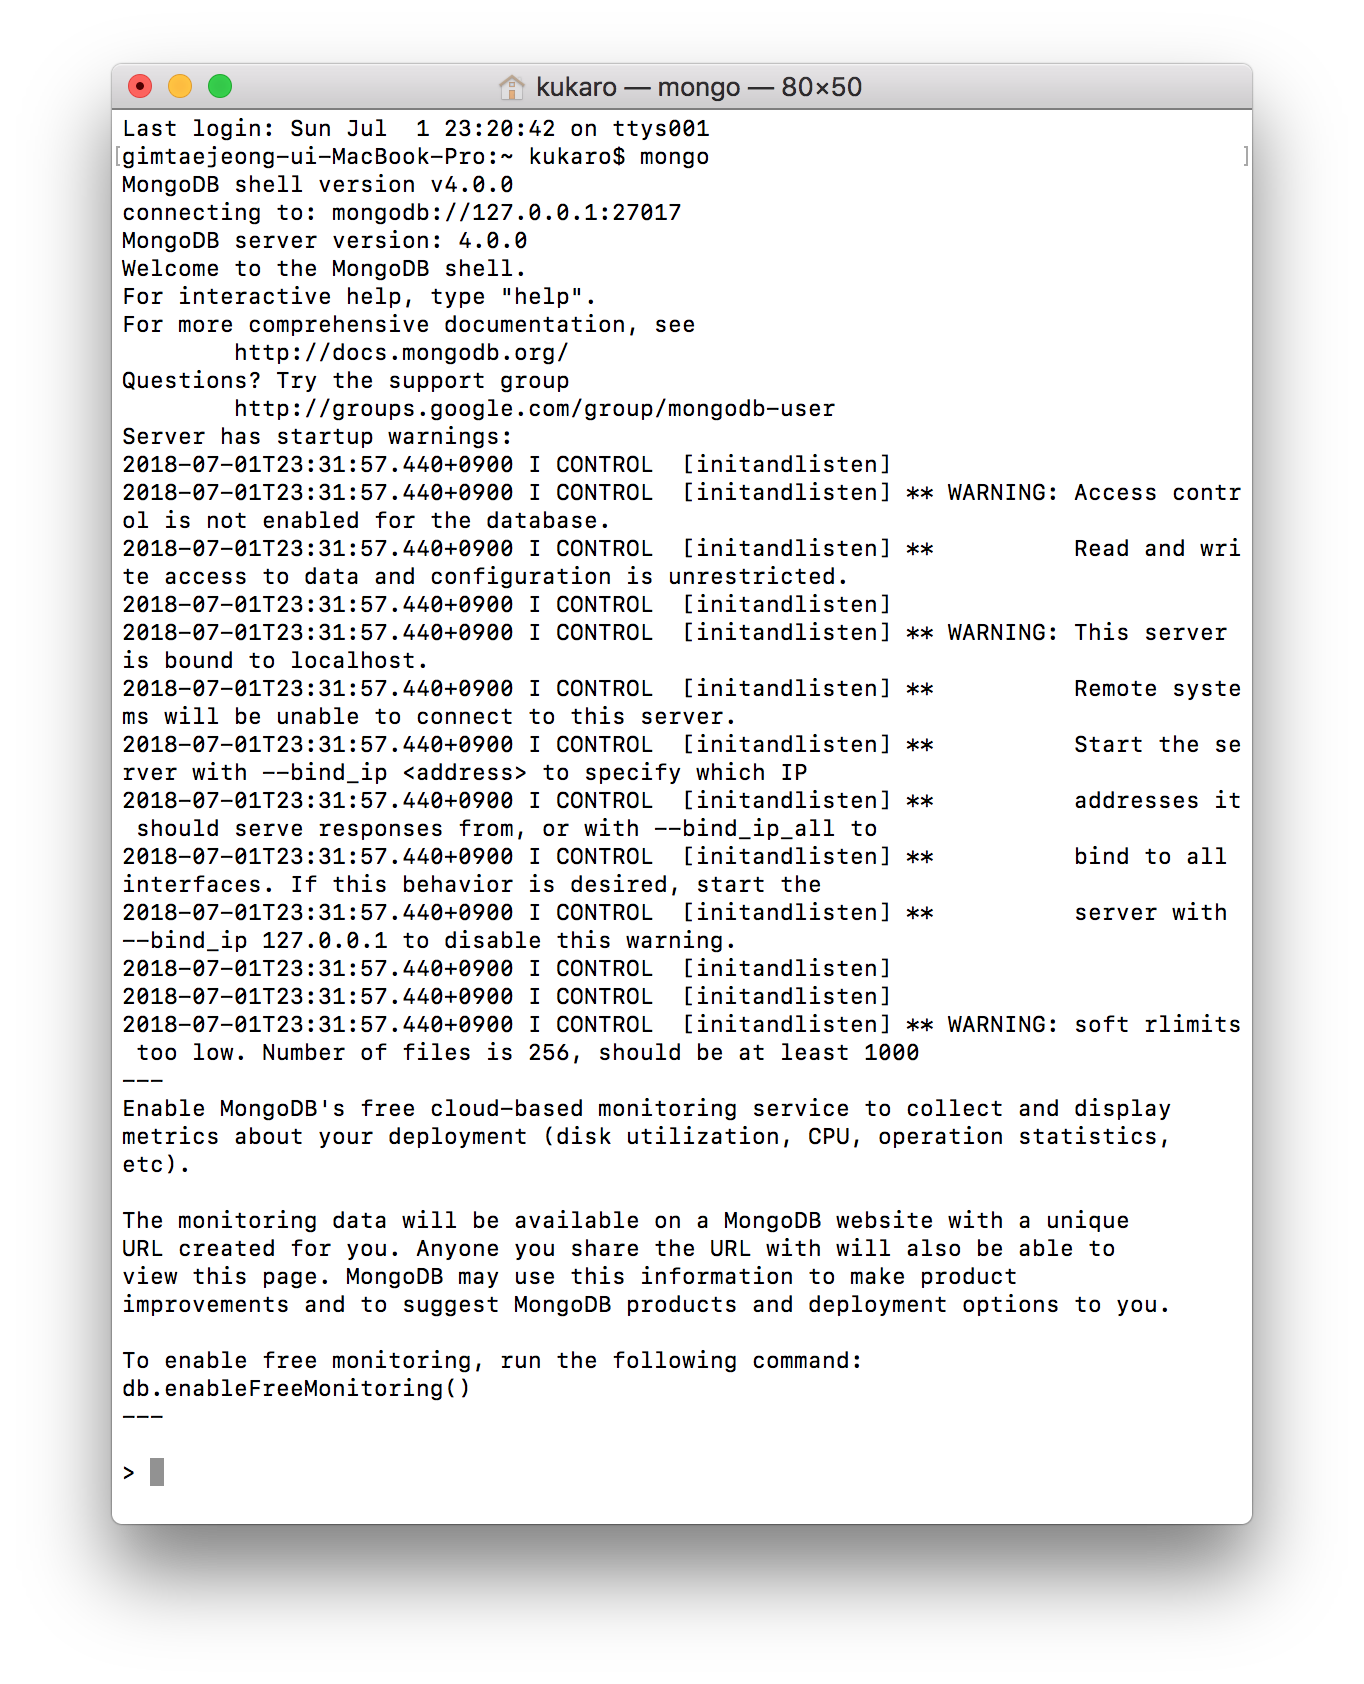 kukaro — mongo — 80×50
Last login: Sun Jul  1 23:20:42 on ttys001
[gimtaejeong-ui-MacBook-Pro:~ kukaro$ mongo ]
MongoDB shell version v4.0.0
connecting to: mongodb://127.0.0.1:27017
MongoDB server version: 4.0.0
Welcome to the MongoDB shell.
For interactive help, type "help".
For more comprehensive documentation, see
        http://docs.mongodb.org/
Questions? Try the support group
        http://groups.google.com/group/mongodb-user
Server has startup warnings:
2018-07-01T23:31:57.440+0900 I CONTROL  [initandlisten]
2018-07-01T23:31:57.440+0900 I CONTROL  [initandlisten] ** WARNING: Access contr
ol is not enabled for the database.
2018-07-01T23:31:57.440+0900 I CONTROL  [initandlisten] **          Read and wri
te access to data and configuration is unrestricted.
2018-07-01T23:31:57.440+0900 I CONTROL  [initandlisten]
2018-07-01T23:31:57.440+0900 I CONTROL  [initandlisten] ** WARNING: This server
is bound to localhost.
2018-07-01T23:31:57.440+0900 I CONTROL  [initandlisten] **          Remote syste
ms will be unable to connect to this server.
2018-07-01T23:31:57.440+0900 I CONTROL  [initandlisten] **          Start the se
rver with --bind_ip <address> to specify which IP
2018-07-01T23:31:57.440+0900 I CONTROL  [initandlisten] **          addresses it
 should serve responses from, or with --bind_ip_all to
2018-07-01T23:31:57.440+0900 I CONTROL  [initandlisten] **          bind to all
interfaces. If this behavior is desired, start the
2018-07-01T23:31:57.440+0900 I CONTROL  [initandlisten] **          server with
--bind_ip 127.0.0.1 to disable this warning.
2018-07-01T23:31:57.440+0900 I CONTROL  [initandlisten]
2018-07-01T23:31:57.440+0900 I CONTROL  [initandlisten]
2018-07-01T23:31:57.440+0900 I CONTROL  [initandlisten] ** WARNING: soft rlimits
 too low. Number of files is 256, should be at least 1000
---
Enable MongoDB's free cloud-based monitoring service to collect and display
metrics about your deployment (disk utilization, CPU, operation statistics,
etc).

The monitoring data will be available on a MongoDB website with a unique
URL created for you. Anyone you share the URL with will also be able to
view this page. MongoDB may use this information to make product
improvements and to suggest MongoDB products and deployment options to you.

To enable free monitoring, run the following command:
db.enableFreeMonitoring()
---

>